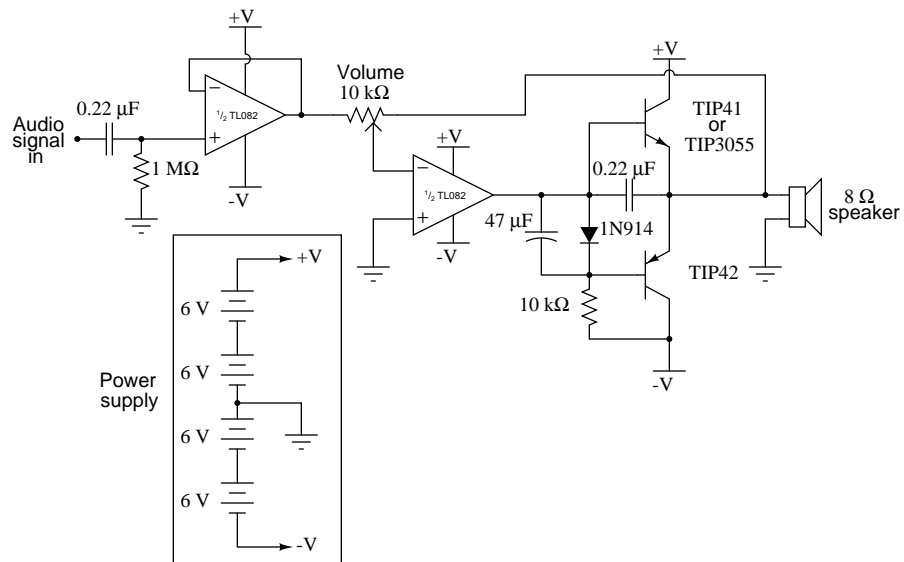 +V
Volume
10 kΩ
+V
0.22 µF
1/2 TL082
TIP41
or
TIP3055
Audio
signal
in
+V
1 MΩ
-V
1/2 TL082
0.22 µF
8 Ω
speaker
47 µF
1N914
-V
TIP42
+V
10 kΩ
6 V
-V
6 V
Power
supply
6 V
6 V
-V